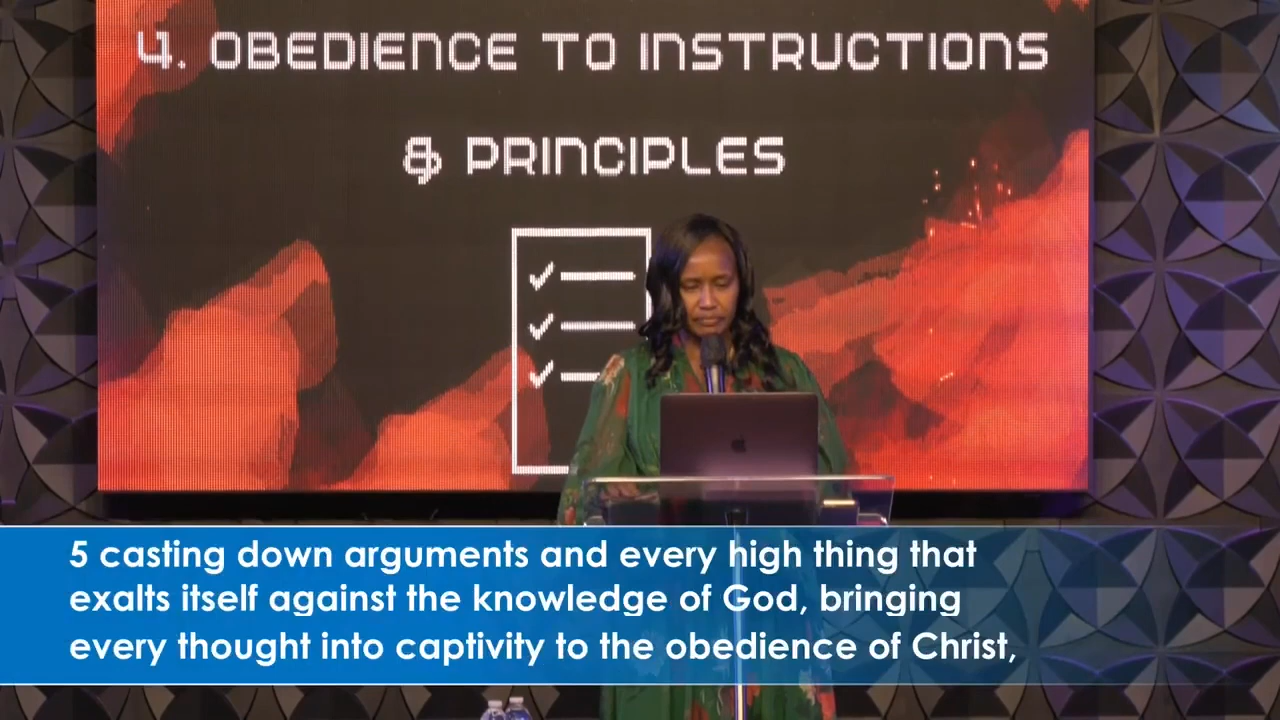 4. OBEDIENCE TO INSTRUCTIONS
& PRINCIPLES
5 casting down arguments and every high thing that
exalts itself against the knowledge of God, bringing
every thought into captivity to the obedience of Christ,